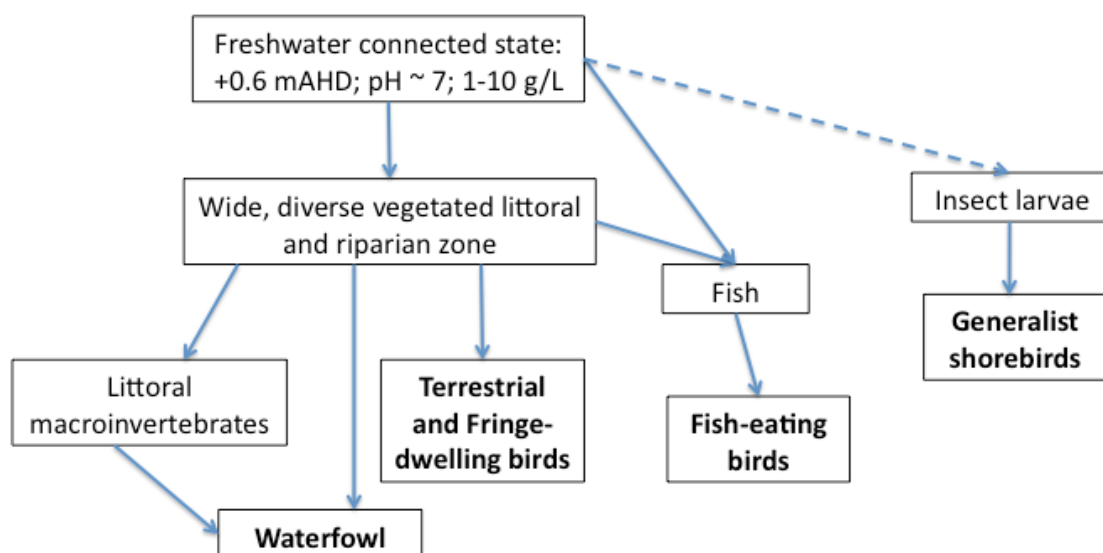 Freshwater connected state:
+0.6 mAHD; pH ~ 7; 1-10 g/L
Wide, diverse vegetated littoral
and riparian zone
Insect larvae
Fish
Generalist
shorebirds
Littoral
macroinvertebrates
Terrestrial
and Fringe-
dwelling birds
Fish-eating
birds
Waterfowl